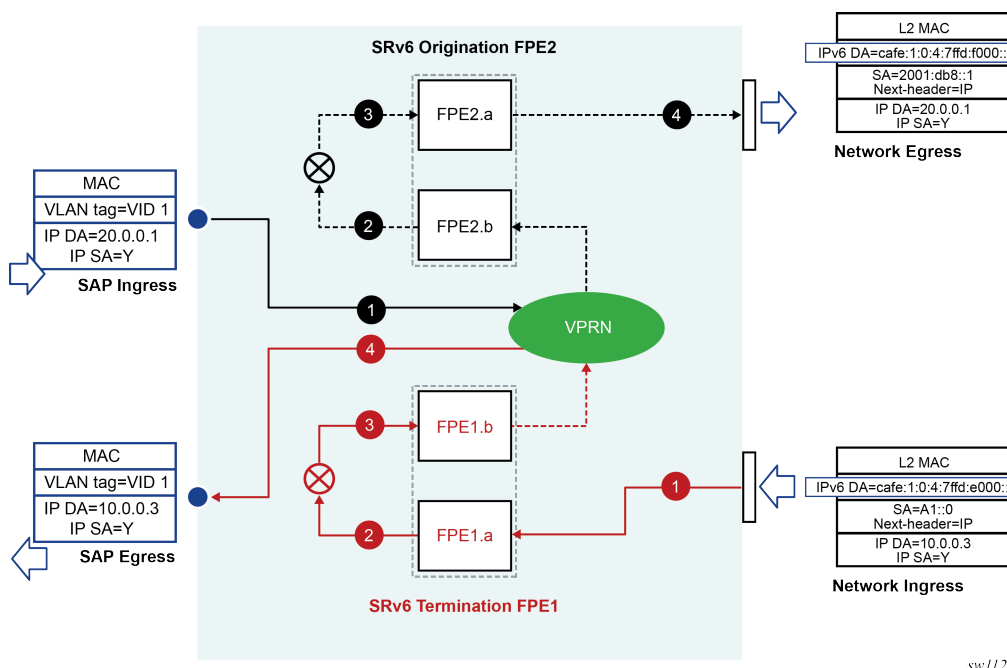 SRv6 Origination FPE2
L2 MAC
IPv6 DA=cafe:1:0:4:7ffd:f000::
SA=2001:db8::1
Next-header=IP
IP DA=20.0.0.1
IP SA=Y
Network Egress
3
FPE2.a
4
MAC
VLAN tag=VID 1
IP DA=20.0.0.1
IP SA=Y
SAP Ingress
2
FPE2.b
1
VPRN
4
3
FPE1.b
MAC
VLAN tag=VID 1
IP DA=10.0.0.3
IP SA=Y
SAP Egress
2
FPE1.a
1
L2 MAC
IPv6 DA=cafe:1:0:4:7ffd:e000::
SA=A1::0
Next-header=IP
IP DA=10.0.0.3
IP SA=Y
Network Ingress
SRv6 Termination FPE1
sw112